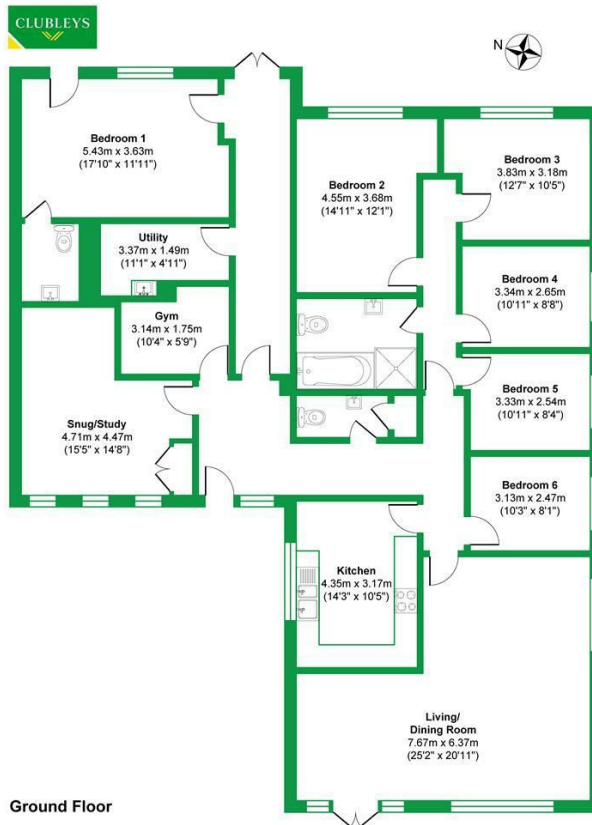 CLUBLEYS
N
Bedroom 1
5.43m x 3.63m
(17'10" x 11'11")
Bedroom 2
4.55m x 3.68m
(14'11" x 12'1")
Bedroom 3
3.83m x 3.18m
(12'7" x 10'5")
Utility
3.37m x 1.49m
(11'1" x 4'11")
Bedroom 4
3.34m x 2.65m
(10'11" x 8'8")
Gym
3.14m x 1.75m
(10'4" x 5'9")
Bedroom 5
3.33m x 2.54m
(10'11" x 8'4")
Snug/Study
4.71m x 4.47m
(15'5" x 14'8")
Bedroom 6
3.13m x 2.47m
(10'3" x 8'1")
Kitchen
4.35m x 3.17m
(14'3" x 10'5")
Living/
Dining Room
7.67m x 6.37m
(25'2" x 20'11")
Ground Floor